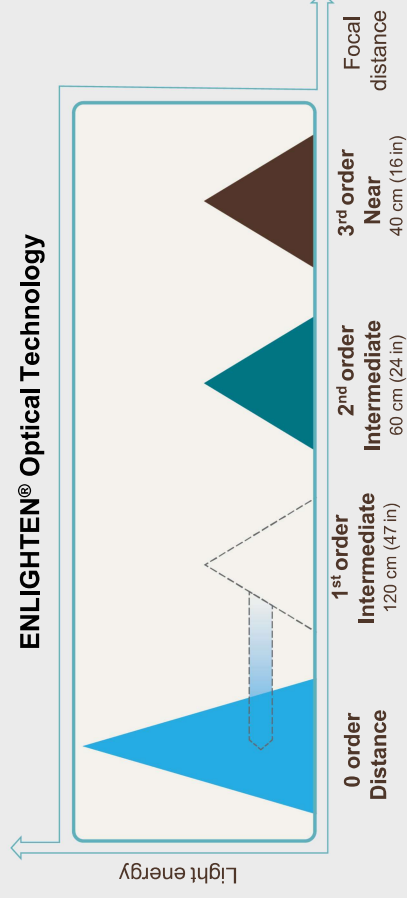 ENLIGHTEN® Optical Technology
Light energy
0 order
Distance
1st order
Intermediate
120 cm (47 in)
2nd order
Intermediate
60 cm (24 in)
3rd order
Near
40 cm (16 in)
Focal
distance